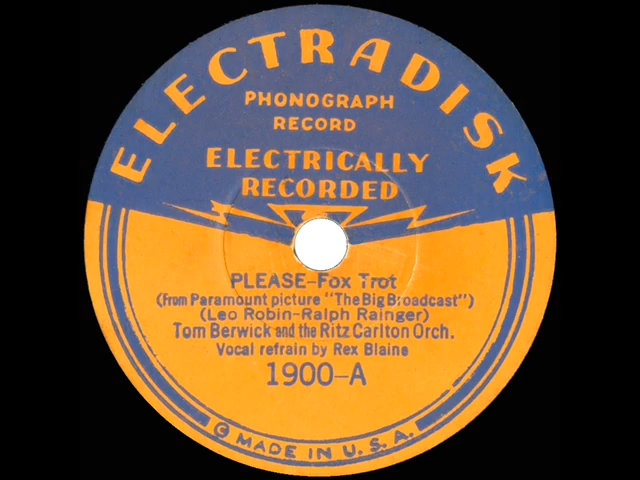 ELECTRADISK
PHONOGRAPH
RECORD
ELECTRICALLY
RECORDED
PLEASE-Fox Trot
(From Paramount picture "The Big Broadcast")
(Leo Robin-Ralph Rainger)
Tom Berwick and the Ritz Carlton Orch.
Vocal refrain by Rex Blaine
1900-A
© MADE IN U.S.A.